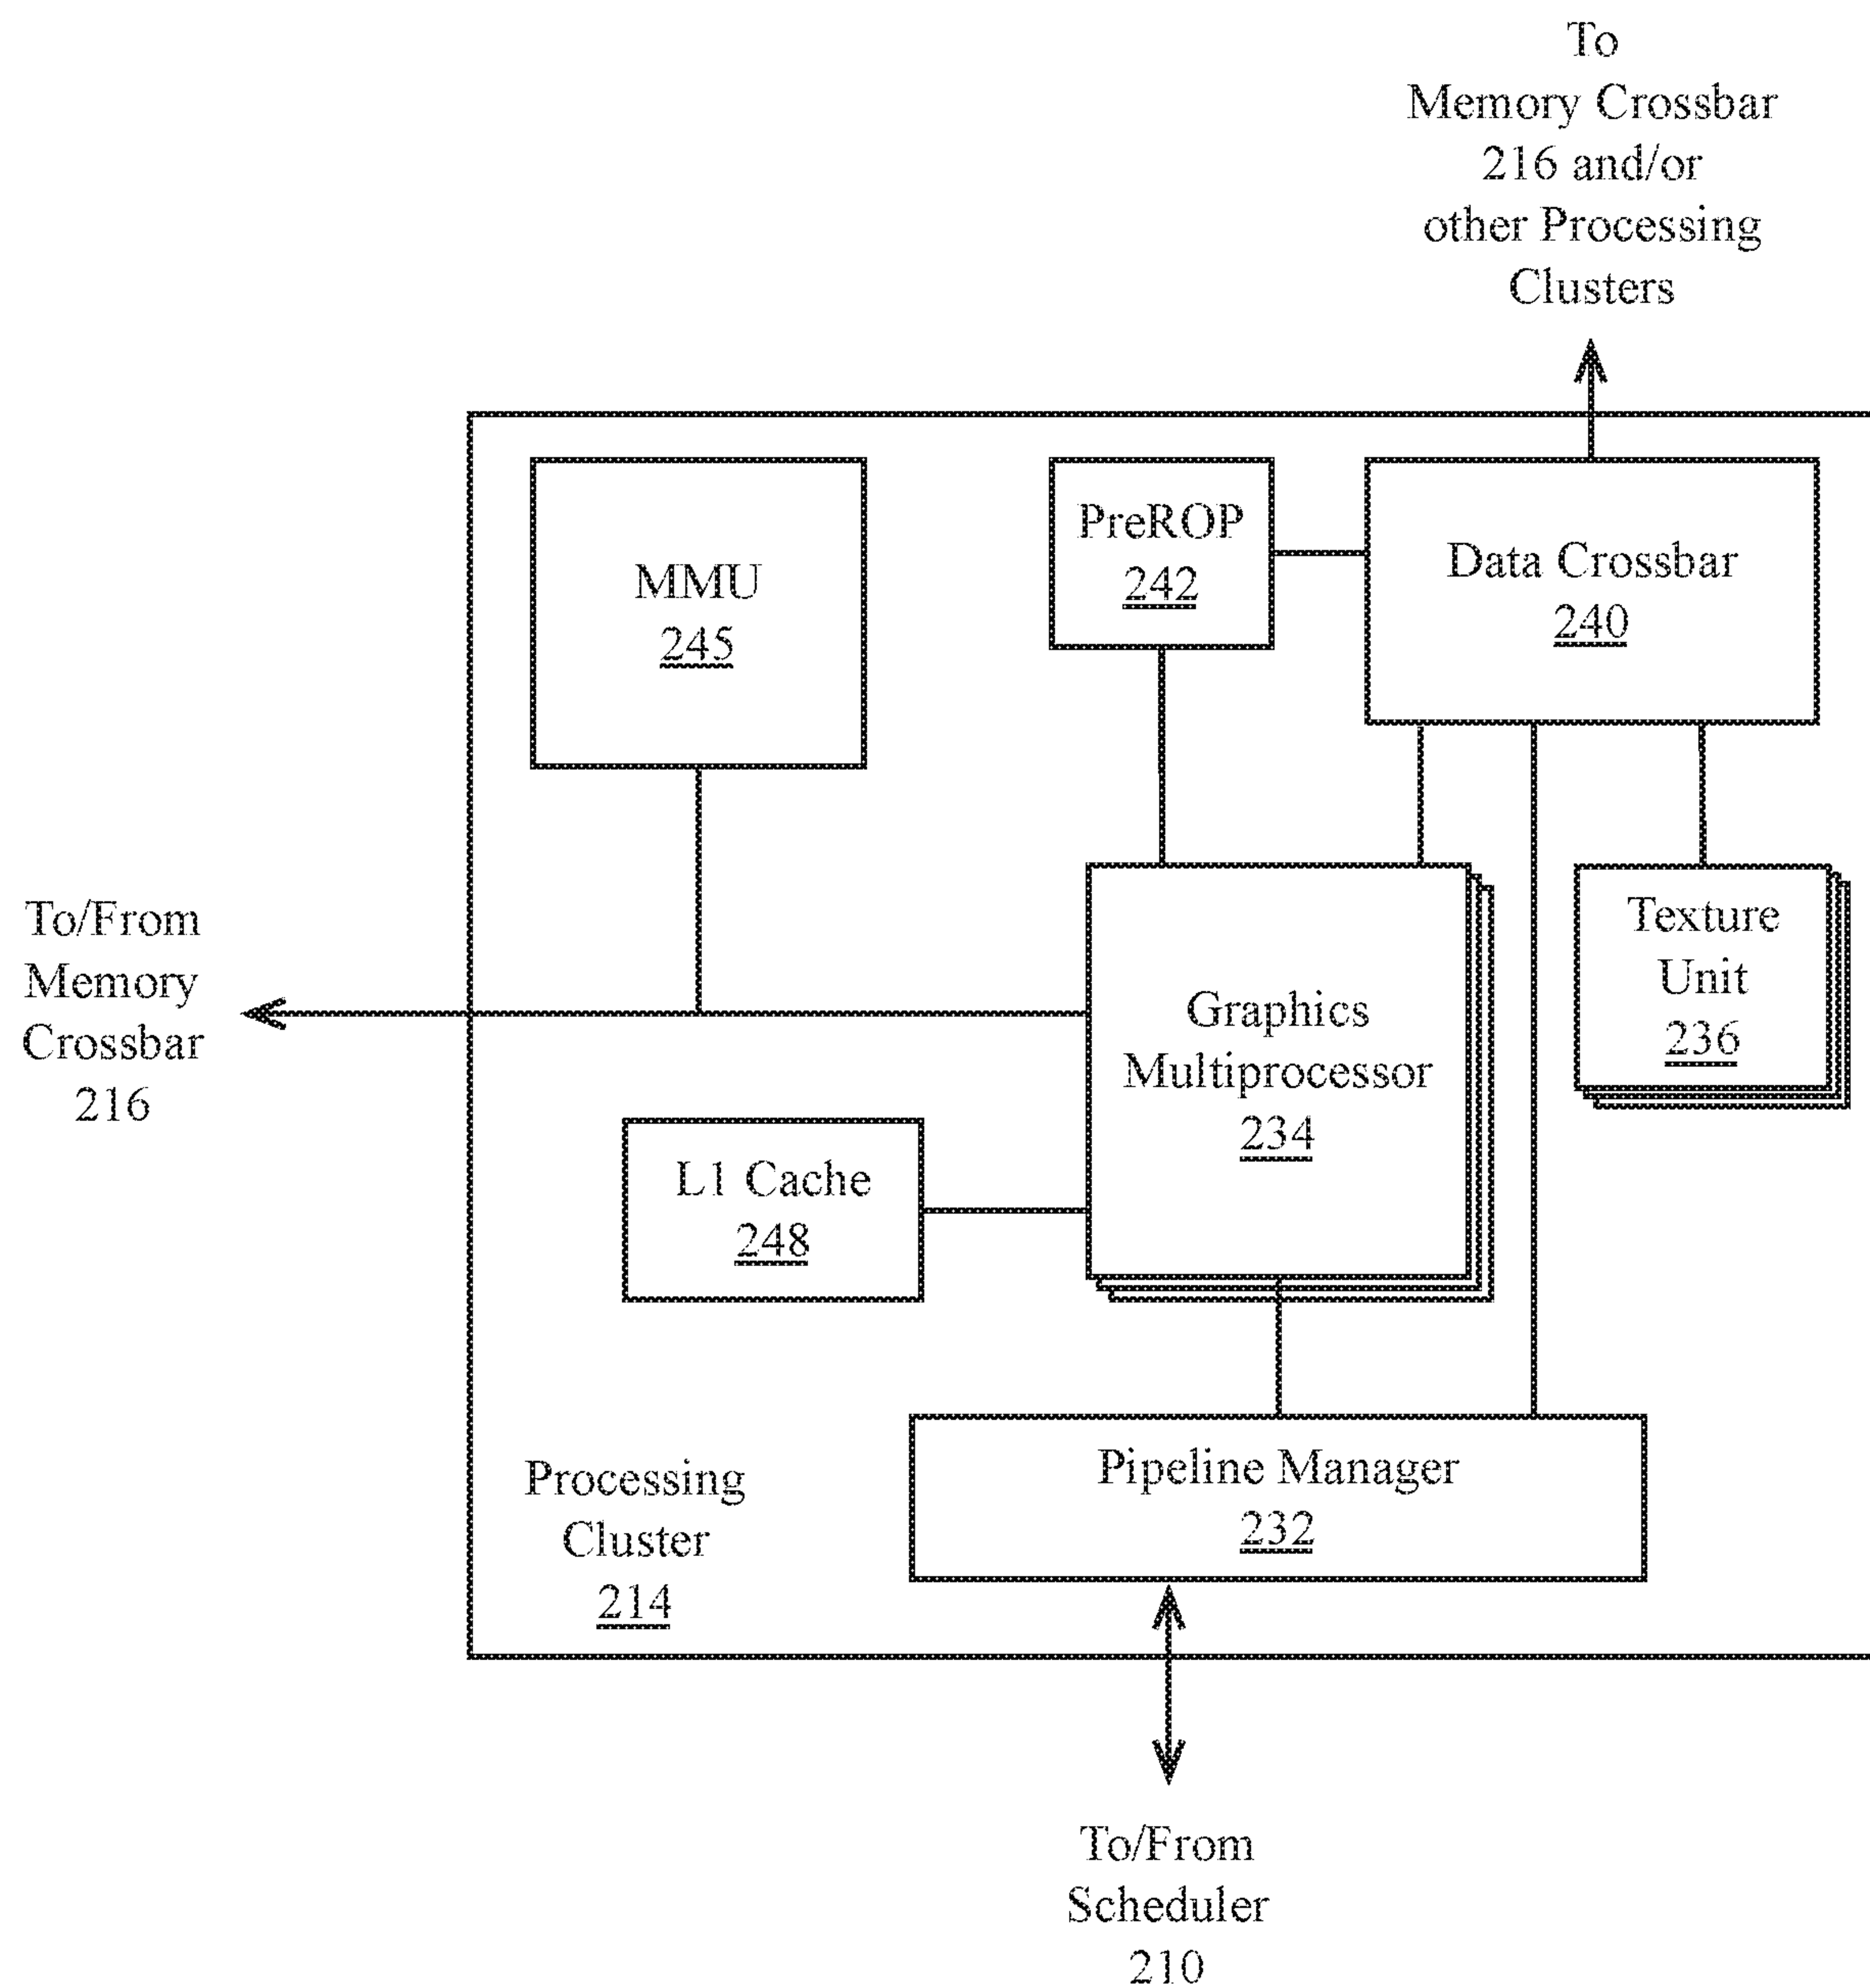 To
Memory Crossbar
216 and/or
other Processing
Clusters
MMU
245
PreROP
242
Data Crossbar
240
To/From
Memory
Crossbar
216
Graphics
Multiprocessor
234
Texture
Unit
236
L1 Cache
248
Processing
Cluster
214
Pipeline Manager
232
To/From
Scheduler
210